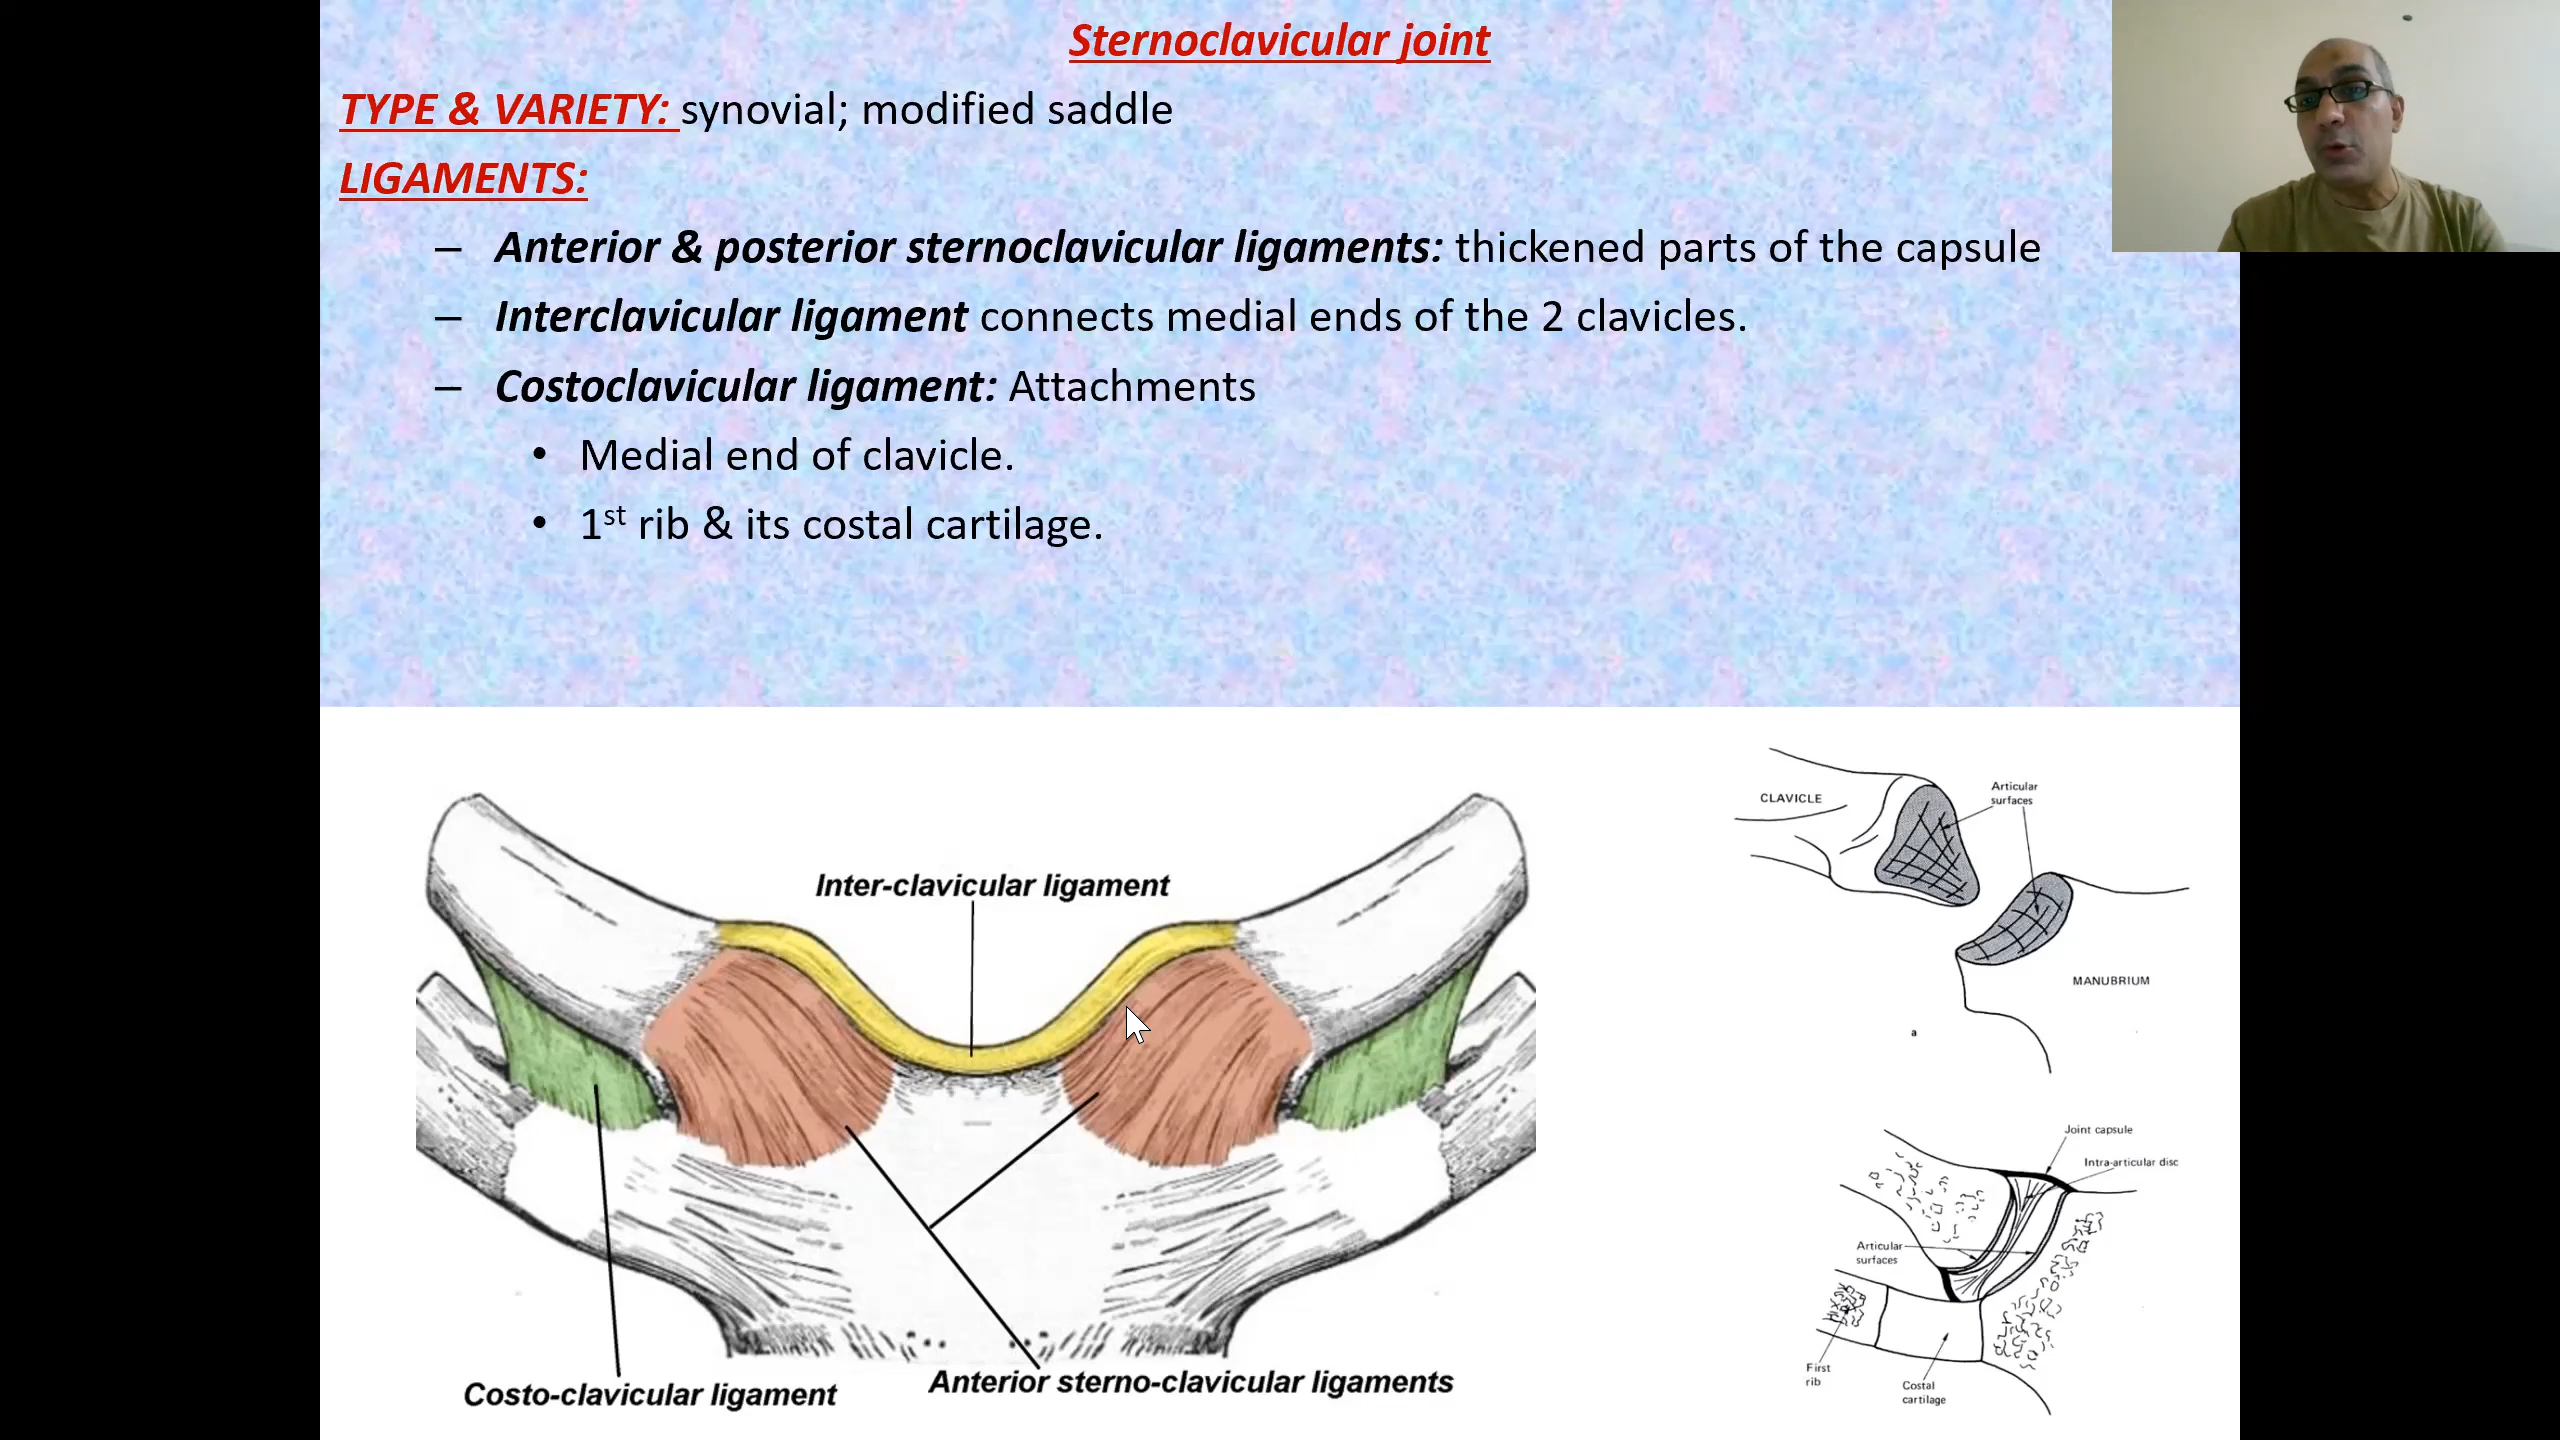 Sternoclavicular joint
TYPE & VARIETY: synovial; modified saddle
LIGAMENTS:
– Anterior & posterior sternoclavicular ligaments: thickened parts of the capsule
– Interclavicular ligament connects medial ends of the 2 clavicles.
– Costoclavicular ligament: Attachments
• Medial end of clavicle.
• 1st rib & its costal cartilage.
Inter-clavicular ligament
Costo-clavicular ligament
Anterior sterno-clavicular ligaments
CLAVICLE
Articular
surfaces
MANUBRIUM
a
Joint capsule
Intra-articular disc
Articular
surfaces
First
rib
Costal
cartilage